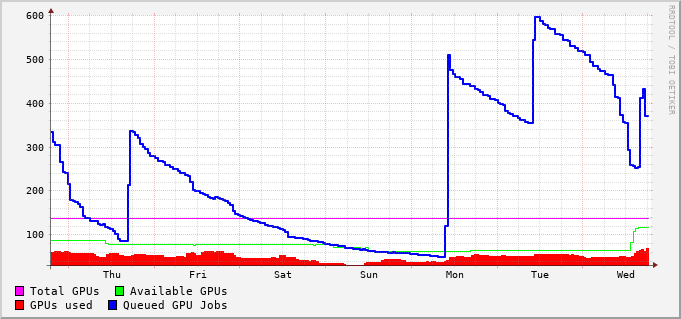 600
500
400
300
200
100
Thu Fri Sat Sun Mon Tue Wed
RRDTOOL / TOBI OETIKER
Total GPUs Available GPUs
GPUs used Queued GPU Jobs